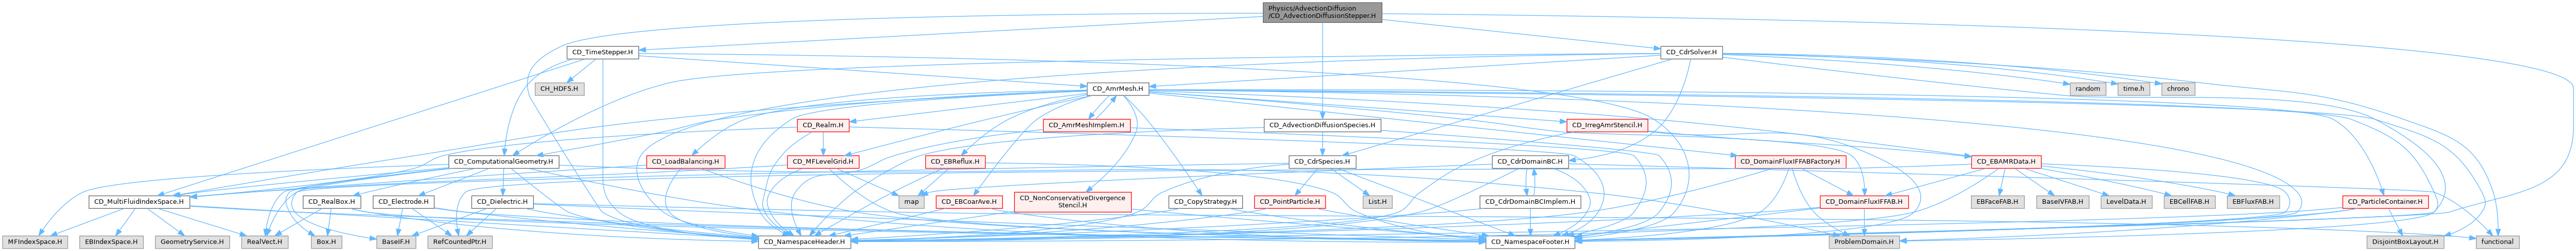 Physics/AdvectionDiffusion
/CD_AdvectionDiffusionStepper.H
CD_TimeStepper.H
CD_CdrSolver.H
CH_HDF5.H
CD_AmrMesh.H
random
time.h
chrono
CD_Realm.H
CD_AmrMeshImplem.H
CD_AdvectionDiffusionSpecies.H
CD_IrregAmrStencil.H
CD_ComputationalGeometry.H
CD_LoadBalancing.H
CD_MFLevelGrid.H
CD_EBReflux.H
CD_CdrSpecies.H
CD_CdrDomainBC.H
CD_DomainFluxIFFABFactory.H
CD_EBAMRData.H
CD_MultiFluidIndexSpace.H
CD_RealBox.H
CD_Electrode.H
CD_Dielectric.H
map
CD_EBCoarAve.H
CD_NonConservativeDivergence
Stencil.H
CD_CopyStrategy.H
CD_PointParticle.H
List.H
CD_CdrDomainBCImplem.H
CD_DomainFluxIFFAB.H
EBFaceFAB.H
BaseIVFAB.H
LevelData.H
EBCellFAB.H
EBFluxFAB.H
CD_ParticleContainer.H
MFIndexSpace.H
EBIndexSpace.H
GeometryService.H
RealVect.H
Box.H
BaseIF.H
RefCountedPtr.H
CD_NamespaceHeader.H
CD_NamespaceFooter.H
ProblemDomain.H
DisjointBoxLayout.H
functional